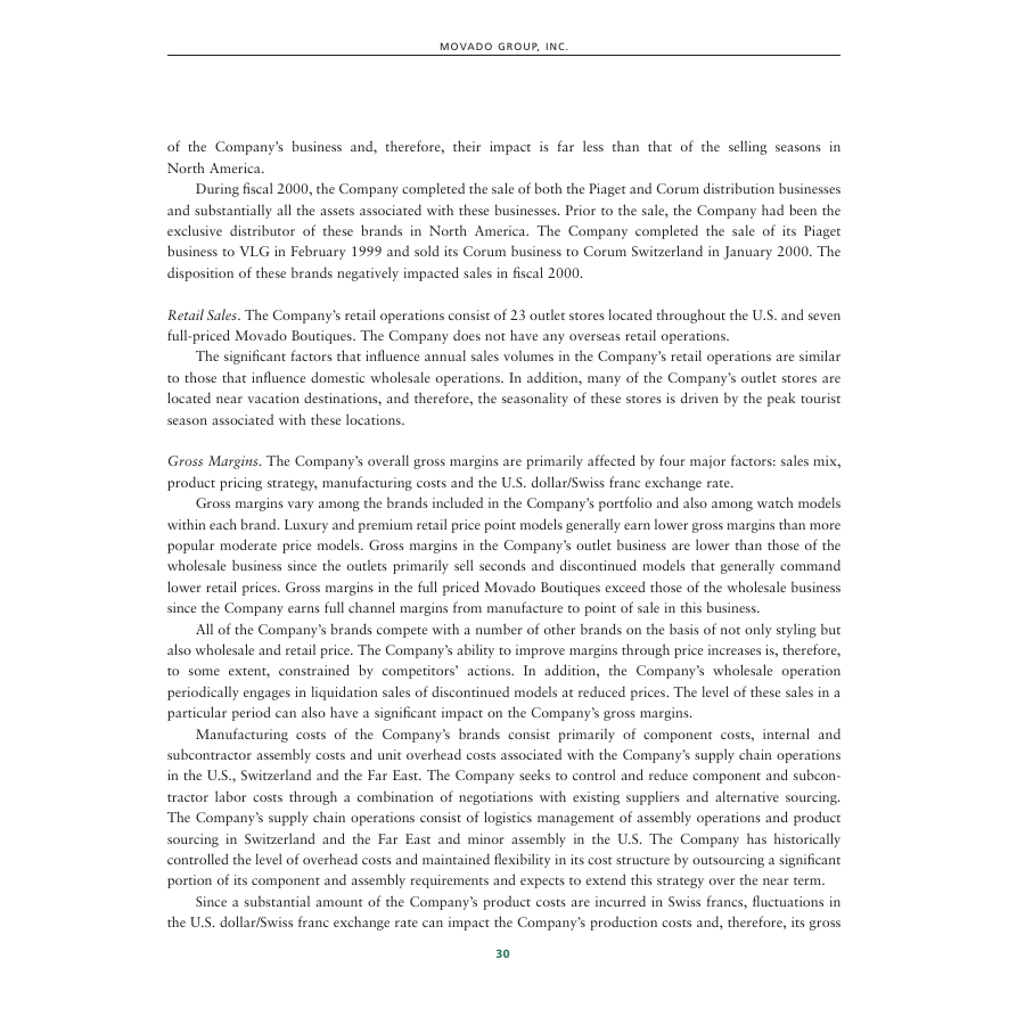 MOVADO GROUP, INC.
of the Company’s business and, therefore, their impact is far less than that of the selling seasons in
North America.
During fiscal 2000, the Company completed the sale of both the Piaget and Corum distribution businesses
and substantially all the assets associated with these businesses. Prior to the sale, the Company had been the
exclusive distributor of these brands in North America. The Company completed the sale of its Piaget
business to VLG in February 1999 and sold its Corum business to Corum Switzerland in January 2000. The
disposition of these brands negatively impacted sales in fiscal 2000.
Retail Sales. The Company’s retail operations consist of 23 outlet stores located throughout the U.S. and seven
full-priced Movado Boutiques. The Company does not have any overseas retail operations.
The significant factors that influence annual sales volumes in the Company’s retail operations are similar
to those that influence domestic wholesale operations. In addition, many of the Company’s outlet stores are
located near vacation destinations, and therefore, the seasonality of these stores is driven by the peak tourist
season associated with these locations.
Gross Margins. The Company’s overall gross margins are primarily affected by four major factors: sales mix,
product pricing strategy, manufacturing costs and the U.S. dollar/Swiss franc exchange rate.
Gross margins vary among the brands included in the Company’s portfolio and also among watch models
within each brand. Luxury and premium retail price point models generally earn lower gross margins than more
popular moderate price models. Gross margins in the Company’s outlet business are lower than those of the
wholesale business since the outlets primarily sell seconds and discontinued models that generally command
lower retail prices. Gross margins in the full priced Movado Boutiques exceed those of the wholesale business
since the Company earns full channel margins from manufacture to point of sale in this business.
All of the Company’s brands compete with a number of other brands on the basis of not only styling but
also wholesale and retail price. The Company’s ability to improve margins through price increases is, therefore,
to some extent, constrained by competitors’ actions. In addition, the Company’s wholesale operation
periodically engages in liquidation sales of discontinued models at reduced prices. The level of these sales in a
particular period can also have a significant impact on the Company’s gross margins.
Manufacturing costs of the Company’s brands consist primarily of component costs, internal and
subcontractor assembly costs and unit overhead costs associated with the Company’s supply chain operations
in the U.S., Switzerland and the Far East. The Company seeks to control and reduce component and subcon-
tractor labor costs through a combination of negotiations with existing suppliers and alternative sourcing.
The Company’s supply chain operations consist of logistics management of assembly operations and product
sourcing in Switzerland and the Far East and minor assembly in the U.S. The Company has historically
controlled the level of overhead costs and maintained flexibility in its cost structure by outsourcing a significant
portion of its component and assembly requirements and expects to extend this strategy over the near term.
Since a substantial amount of the Company’s product costs are incurred in Swiss francs, fluctuations in
the U.S. dollar/Swiss franc exchange rate can impact the Company’s production costs and, therefore, its gross
30